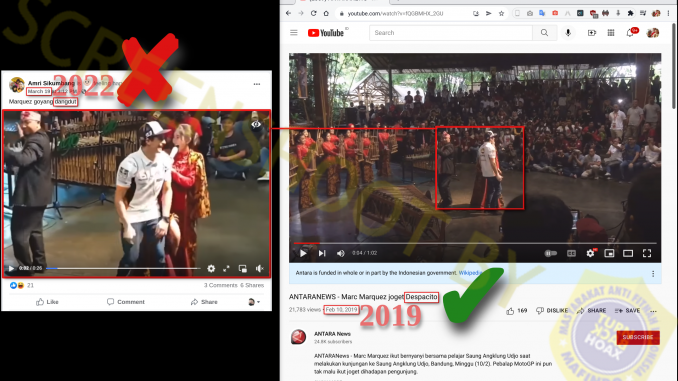 SCREENSHOOT BY
2022
Amri Sikumbang
March 19 at
Marquez goyang dangdut
0:02 / 0:20
21
3 Comments 6 Shares
Like
Comment
Share
youtube.com/watch?v=fQGBMHX_2GU
YouTube
ID
Search
9+
0:04 / 1:02
Antara is funded in whole or in part by the Indonesian government. Wikipedia
ANTARANEWS - Marc Marquez joget Despacito
21,783 views • Feb 10, 2019
2019
169
DISLIKE
SHARE
SAVE
ANTARA News
24.8K subscribers
SUBSCRIBE
ANTARANews - Marc Marquez ikut bernyanyi bersama pelajar Saung Angklung Udjo saat
melakukan kunjungan ke Saung Angklung Udjo, Bandung, Minggu (10/2). Pebalap MotoGP ini pun
tak malu ikut joget dihadapan pengunjung.
MASYARAKAT ANTI FITNAH
TURN BACK HOAX
MAFINDO